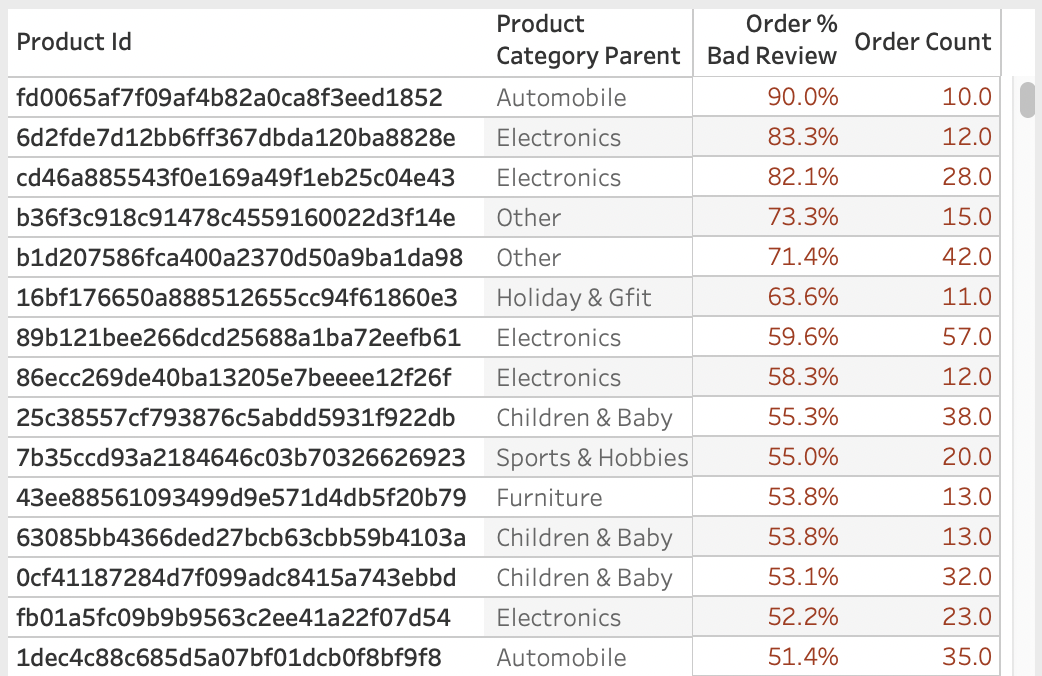 Product Id Product Category Parent Order % Bad Review Order Count
fd0065af7f09af4b82a0ca8f3eed1852 Automobile 90.0% 10.0
6d2fde7d12bb6ff367dbda120ba8828e Electronics 83.3% 12.0
cd46a885543f0e169a49f1eb25c04e43 Electronics 82.1% 28.0
b36f3c918c91478c4559160022d3f14e Other 73.3% 15.0
b1d207586fca400a2370d50a9ba1da98 Other 71.4% 42.0
16bf176650a888512655cc94f61860e3 Holiday & Gfit 63.6% 11.0
89b121bee266dcd25688a1ba72eefb61 Electronics 59.6% 57.0
86ecc269de40ba13205e7beeee12f26f Electronics 58.3% 12.0
25c38557cf793876c5abdd5931f922db Children & Baby 55.3% 38.0
7b35ccd93a2184646c03b70326626923 Sports & Hobbies 55.0% 20.0
43ee88561093499d9e571d4db5f20b79 Furniture 53.8% 13.0
63085bb4366ded27bcb63cbb59b4103a Children & Baby 53.8% 13.0
0cf41187284d7f099adc8415a743ebbd Children & Baby 53.1% 32.0
fb01a5fc09b9b9563c2ee41a22f07d54 Electronics 52.2% 23.0
1dec4c88c685d5a07bf01dcb0f8bf9f8 Automobile 51.4% 35.0